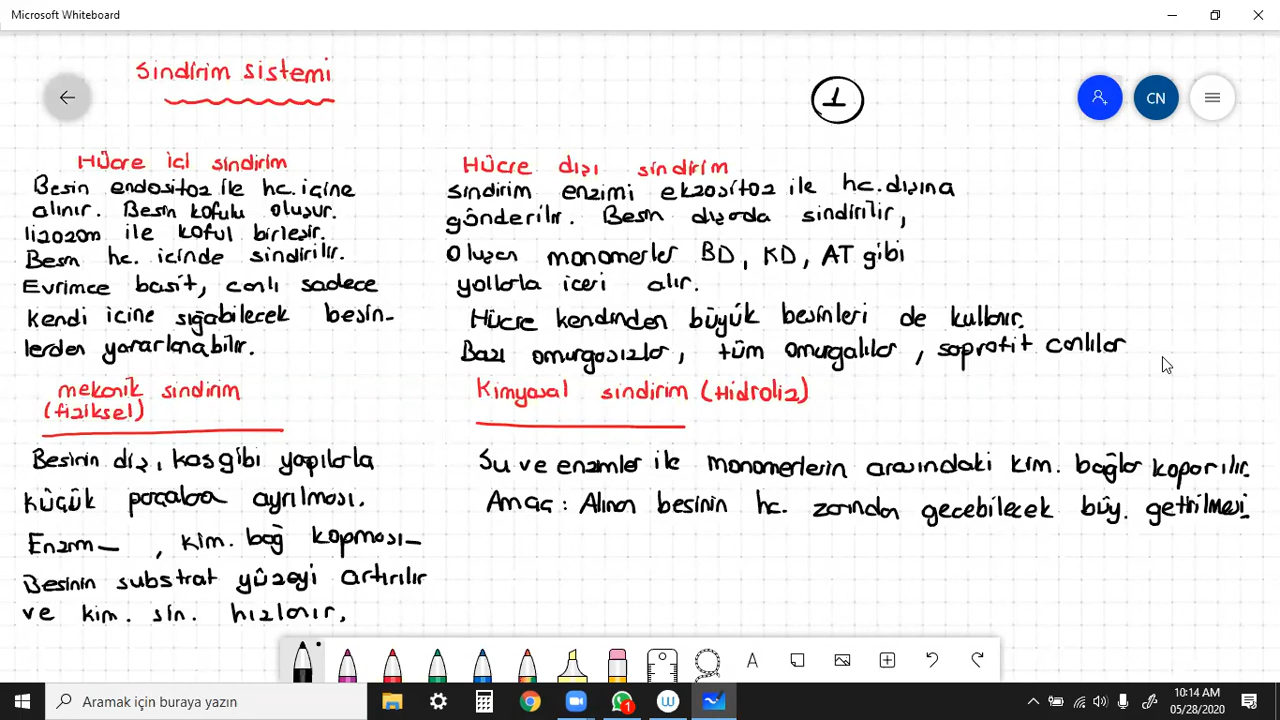 Microsoft Whiteboard
Sindirim sistemi
1
CN
Hücre içi sindirim
Besin endositoz ile hc. içine
alınır. Besin kofulu oluşur.
lizozom ile koful birleşir.
Besin hc. içinde sindirilir.
Evrimce basit, canlı sadece
kendi içine sığabilecek besin-
lerden yararlanabilir.
Hücre dışı sindirim
sindirim enzimi ekzositoz ile hc. dışına
gönderilir. Besin dışarıda sindirilir,
Oluşan monomerler BD, KD, AT gibi
yollarla içeri alır.
Hücre kendinden büyük besinleri de kullanır.
Bazı omurgasızlar, tüm omurgalılar, saprofit canlılar
mekanik sindirim
(fiziksel)
Besinin diş, kas gibi yapılarla
küçük parçalara ayrılması.
Enzim -, kim. bağ kopması -
Besinin substrat yüzeyi artırılır
ve kim. sin. hızlanır,
Kimyasal sindirim (Hidroliz)
Su ve enzimler ile monomerlerin arasındaki kim. bağlar koparılır.
Amaç: Alınan besinin hc. zarından geçebilecek büy. getirilmesi.
Aramak için buraya yazın
1
10:14 AM
05/28/2020